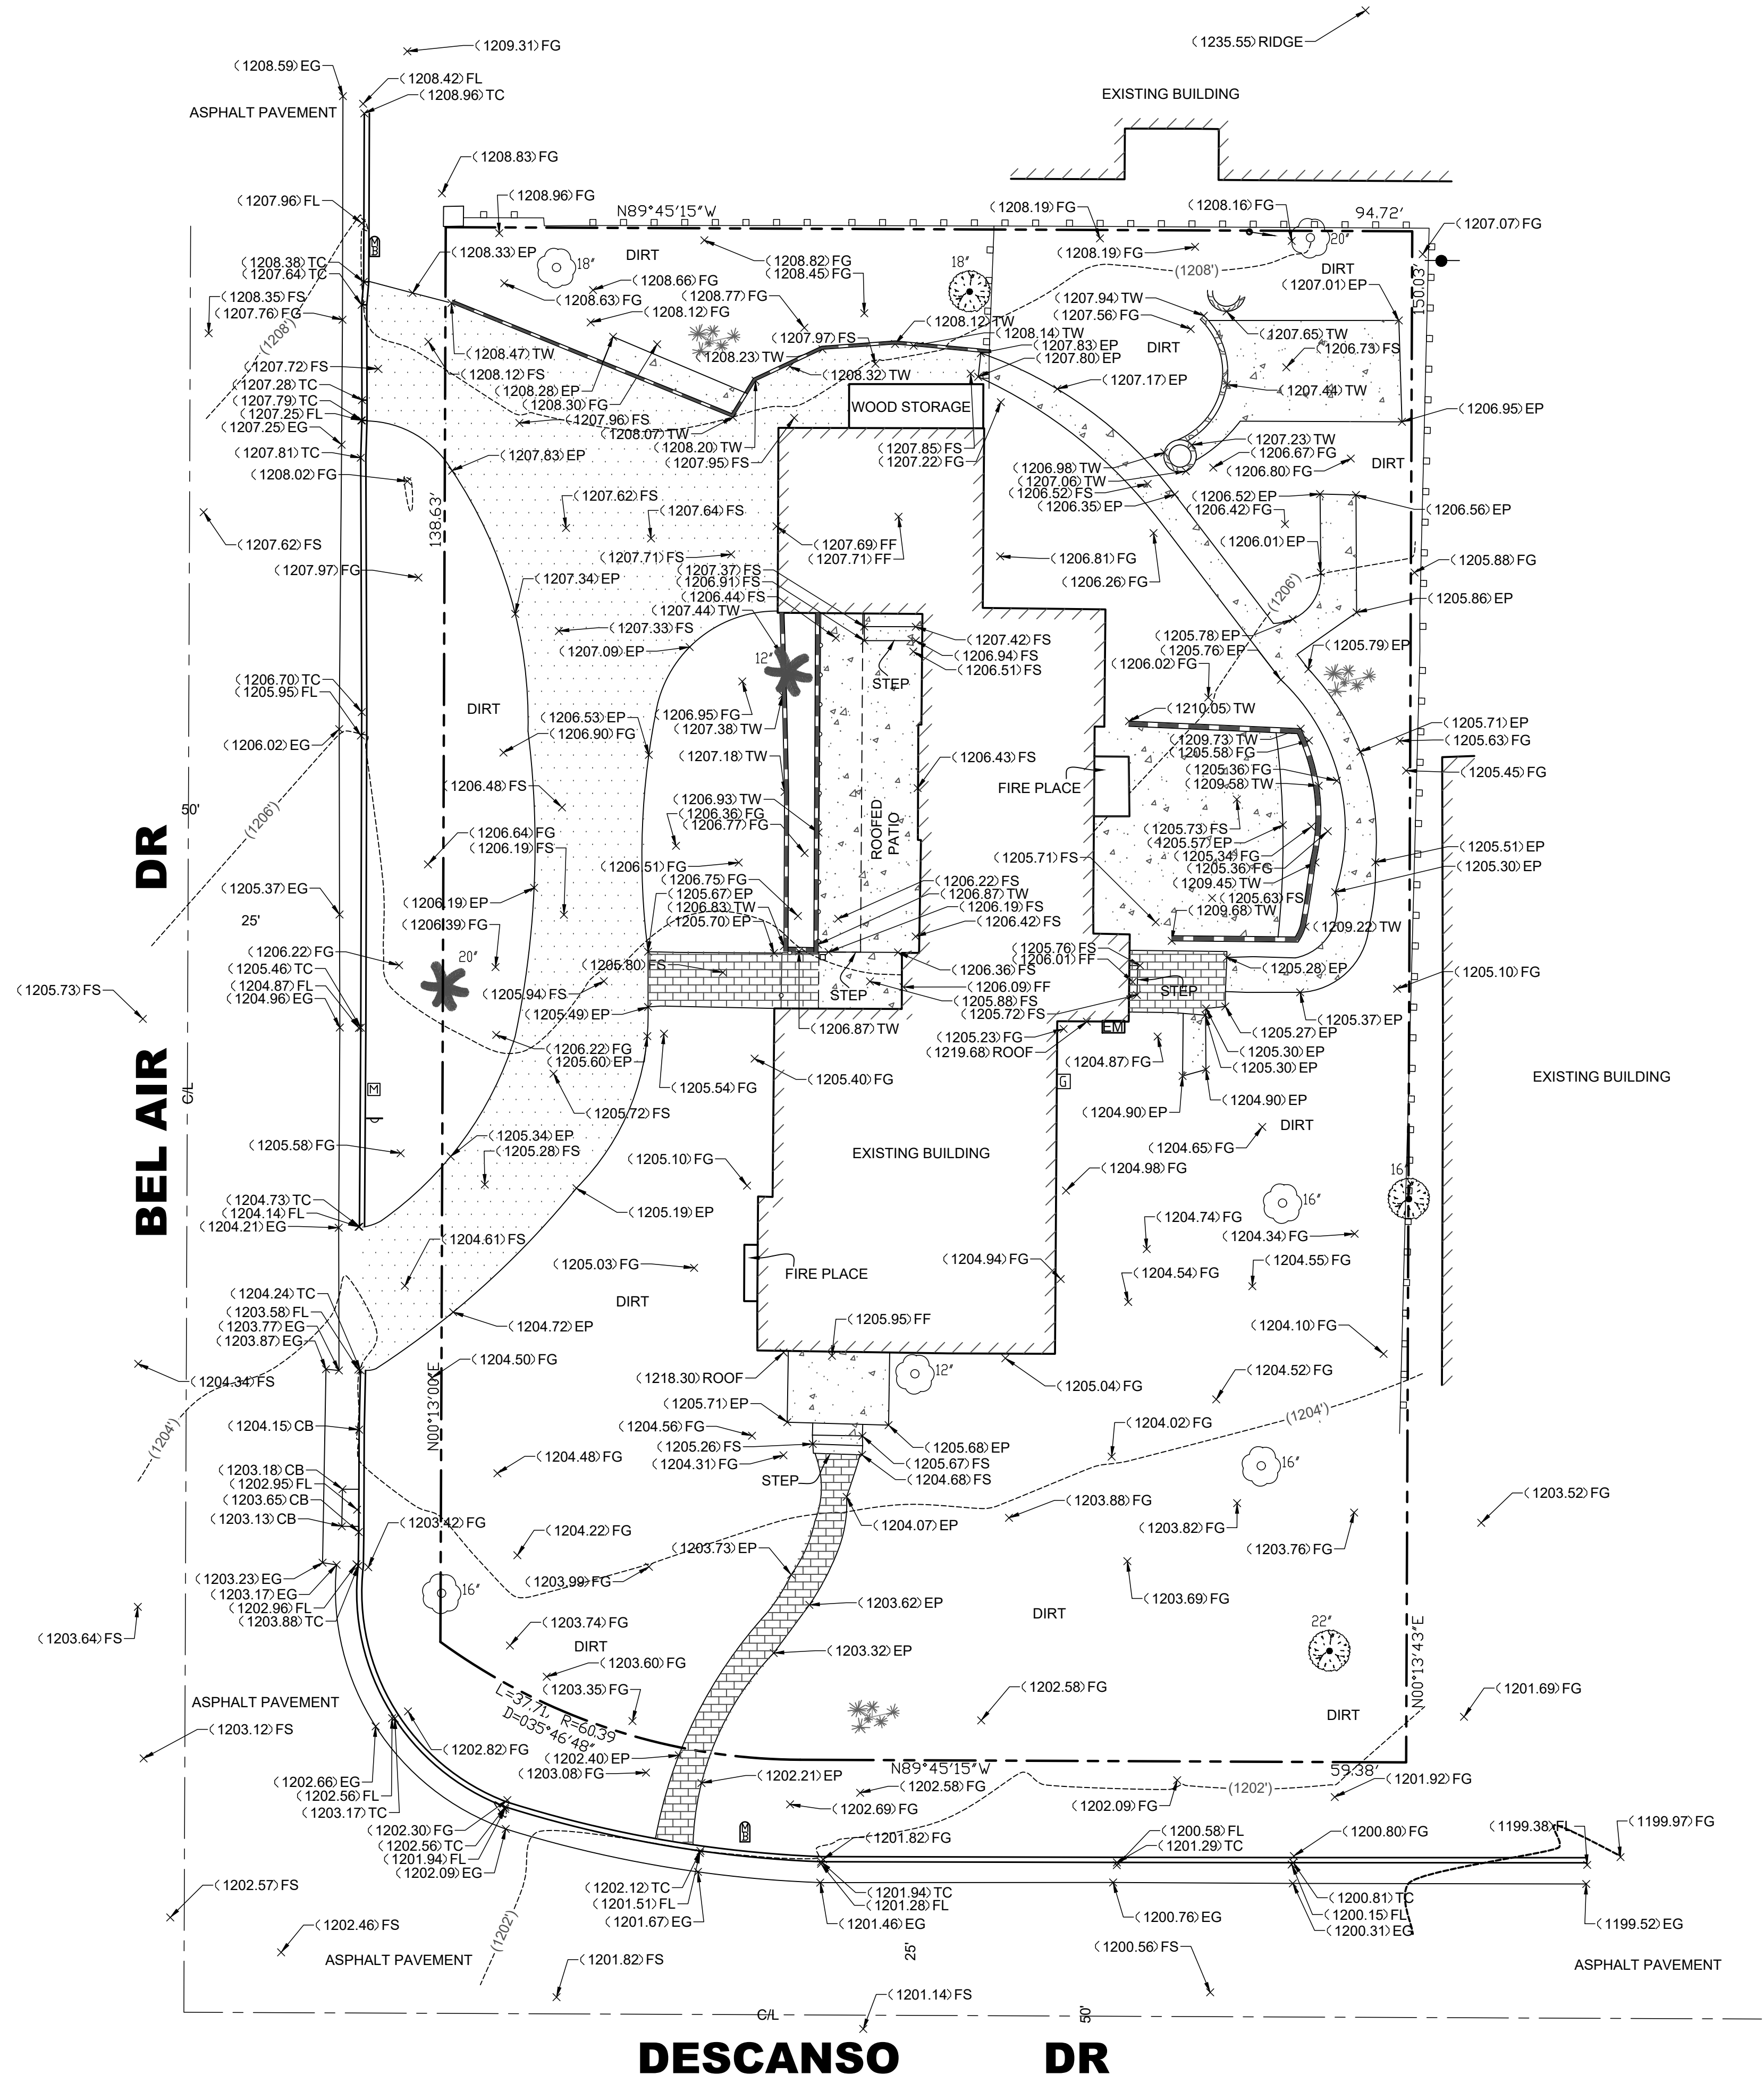 (1209.31)FG
(1235.55)RIDGE
(1208.59)EG
(1208.42)FL
(1208.96)TC
ASPHALT PAVEMENT
EXISTING BUILDING
(1208.83)FG
(1208.96)FG
(1207.96)FL
N89°45'15"W
(1208.19)FG
(1208.16)FG
94.72'
(1207.07)FG
20"
MB
(1208.33)EP
DIRT
18"
(1208.82)FG
(1208.45)FG
18"
(1208.19)FG
(1208')
DIRT
(1207.01)EP
150.03'
(1208.38)TC
(1207.64)TC
(1208.35)FS
(1207.76)FG
(1208')
(1208.66)FG
(1208.63)FG
(1208.77)FG
(1208.12)FG
(1207.94)TW
(1207.56)FG
(1207.97)FS
(1208.12)TW
(1208.14)TW
(1207.83)EP
(1207.80)EP
DIRT
(1207.65)TW
(1206.73)FS
(1208.47)TW
(1208.23)TW
(1207.72)FS
(1208.12)FS
(1208.32)TW
(1207.17)EP
(1207.28)TC
(1208.28)EP
(1207.44)TW
(1207.79)TC
(1208.30)FG
WOOD STORAGE
(1206.95)EP
(1207.25)FL
(1207.96)FS
(1207.25)EG
(1208.07)TW
(1207.23)TW
(1208.20)TW
(1207.85)FS
(1206.67)FG
(1207.81)TC
(1207.83)EP
(1207.95)FS
(1207.22)FG
(1206.98)TW
(1206.80)FG
DIRT
(1208.02)FG
(1207.06)TW
(1206.52)FS
(1206.52)EP
(1206.35)EP
(1206.42)FG
(1206.56)EP
138.63'
(1207.62)FS
(1207.64)FS
(1207.62)FS
(1207.69)FF
(1206.01)EP
(1207.71)FS
(1207.71)FF
(1206.81)FG
(1205.88)FG
(1207.97)FG
(1207.37)FS
(1207.34)EP
(1206.91)FS
(1206.26)FG
(1206.44)FS
(1206')
(1205.86)EP
(1207.44)TW
(1207.33)FS
(1207.42)FS
(1205.78)EP
(1207.09)EP
12"
(1206.94)FS
(1205.76)EP
(1205.79)EP
(1206.51)FS
(1206.02)FG
(1206.70)TC
STEP
(1205.95)FL
DIRT
(1206.53)EP
(1206.95)FG
(1210.05)TW
(1205.71)EP
(1206.90)FG
(1207.38)TW
(1209.73)TW
(1205.63)FG
(1206.02)EG
(1207.18)TW
(1206.43)FS
(1205.58)FG
(1205.36)FG
(1205.45)FG
(1206.48)FS
FIRE PLACE
(1209.58)TW
50'
(1206.93)TW
(1206')
(1206.36)FG
ROOFED
PATIO
(1206.64)FG
(1206.77)FG
(1205.73)FS
(1206.19)FS
(1205.57)EP
(1205.51)EP
(1205.71)FS
(1205.34)FG
(1206.51)FG
(1205.36)FG
(1205.30)EP
(1205.37)EG
(1206.75)FG
(1206.22)FS
(1209.45)TW
(1206.19)EP
(1205.67)EP
(1206.87)TW
(1205.63)FS
(1206.83)TW
(1206.19)FS
(1209.68)TW
25'
(1206.39)FG
(1205.70)EP
(1206.42)FS
(1209.22)TW
(1206.22)FG
20"
(1205.76)FS
(1205.46)TC
(1205.80)FS
(1206.36)FS
(1206.01)FF
(1205.28)EP
(1205.10)FG
(1205.73)FS
(1204.87)FL
(1205.94)FS
STEP
(1206.09)FF
STEP
(1204.96)EG
(1205.49)EP
(1205.88)FS
(1205.72)FS
(1206.87)TW
EM
(1205.37)EP
(1205.23)FG
(1205.27)EP
(1206.22)FG
(1219.68)ROOF
(1205.30)EP
(1205.60)EP
(1204.87)FG
(1205.30)EP
(1205.54)FG
(1205.40)FG
G
EXISTING BUILDING
M
C/L
(1205.72)FS
(1204.90)EP
(1204.90)EP
(1205.34)EP
DIRT
(1205.58)FG
(1205.28)FS
(1205.10)FG
EXISTING BUILDING
(1204.65)FG
(1204.98)FG
16"
BEL AIR DR
(1204.73)TC
16"
(1204.14)FL
(1205.19)EP
(1204.74)FG
(1204.21)EG
(1204.61)FS
(1204.34)FG
(1205.03)FG
FIRE PLACE
(1204.94)FG
(1204.54)FG
(1204.55)FG
(1204.24)TC
DIRT
(1203.58)FL
(1205.95)FF
(1204.10)FG
(1203.77)EG
(1204.72)EP
(1203.87)EG
(1204.50)FG
12"
(1204.34)FS
(1218.30)ROOF
(1205.04)FG
(1204.52)FG
N00°13'00"E
(1205.71)EP
(1204')
(1204')
(1204.15)CB
(1204.56)FG
(1205.68)EP
(1204.02)FG
(1204.48)FG
(1205.26)FS
(1205.67)FS
(1204.31)FG
(1203.18)CB
STEP
(1204.68)FS
16"
(1202.95)FL
(1203.65)CB
(1203.88)FG
(1203.52)FG
(1203.13)CB
(1203.42)FG
(1204.22)FG
(1204.07)EP
(1203.82)FG
(1203.73)EP
(1203.76)FG
(1203.23)EG
(1203.99)FG
(1203.17)EG
16"
(1202.96)FL
(1203.62)EP
(1203.69)FG
(1203.88)TC
DIRT
(1203.64)FS
(1203.74)FG
22"
N00°13'43"E
DIRT
(1203.32)EP
(1203.60)FG
ASPHALT PAVEMENT
(1203.35)FG
(1202.58)FG
(1201.69)FG
L=37.71, R=60.39
D=035°46'48"
DIRT
(1203.12)FS
(1202.82)FG
(1202.40)EP
(1202.66)EG
(1203.08)FG
(1202.21)EP
N89°45'15"W
59.38'
(1202.56)FL
(1202.58)FG
(1202')
(1201.92)FG
(1203.17)TC
(1202.69)FG
(1202.09)FG
(1202.30)FG
MB
(1202.56)TC
(1201.82)FG
(1200.58)FL
(1200.80)FG
(1199.38)FL
(1199.97)FG
(1201.94)FL
(1201.29)TC
(1202.09)EG
(1202.57)FS
(1202.12)TC
(1201.94)TC
(1200.81)TC
(1201.51)FL
(1201.28)FL
(1200.15)FL
(1202.46)FS
(1202')
(1201.67)EG
(1201.46)EG
(1200.76)EG
(1200.31)EG
(1199.52)EG
ASPHALT PAVEMENT
(1201.82)FS
25'
(1200.56)FS
ASPHALT PAVEMENT
(1201.14)FS
C/L
50'
DESCANSO DR